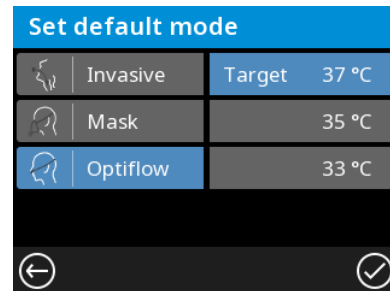 Set default mode
Invasive Target 37 °C
Mask 35 °C
Optiflow 33 °C